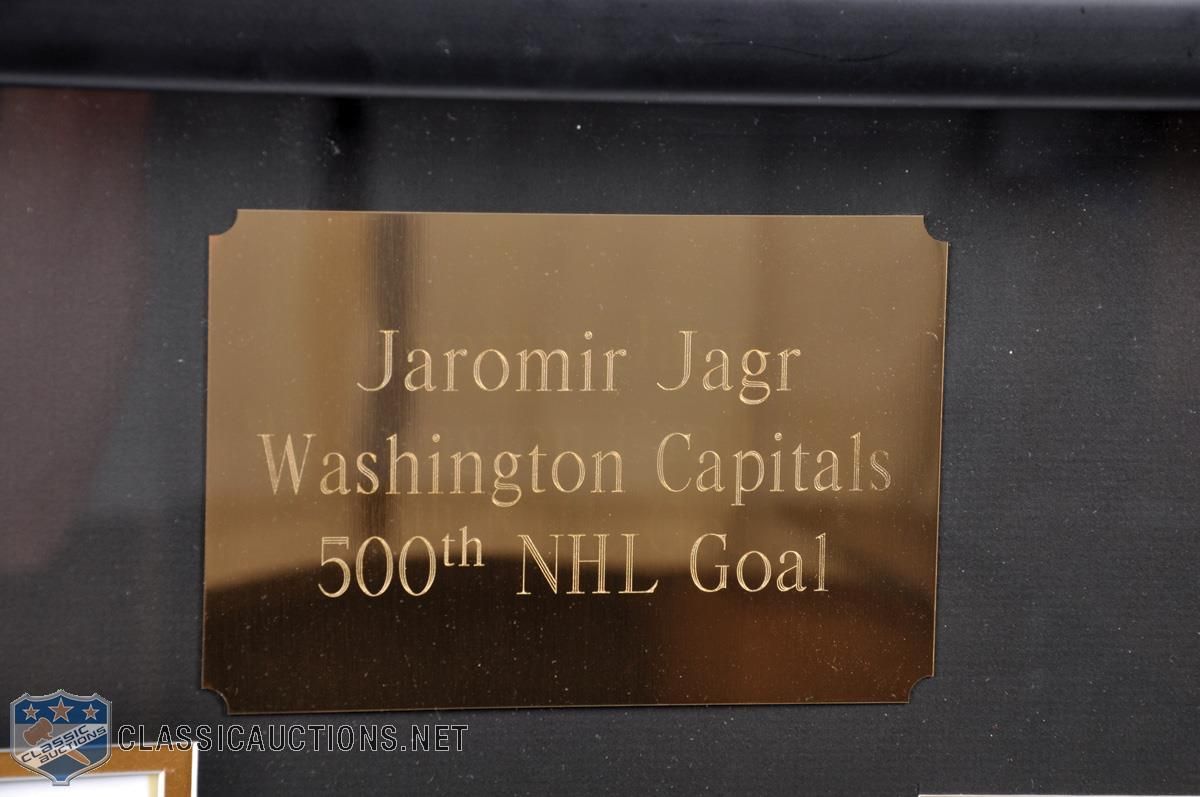 Jaromir Jagr
Washington Capitals
500th NHL Goal
CLASSIC
AUCTIONS
CLASSICAUCTIONS.NET